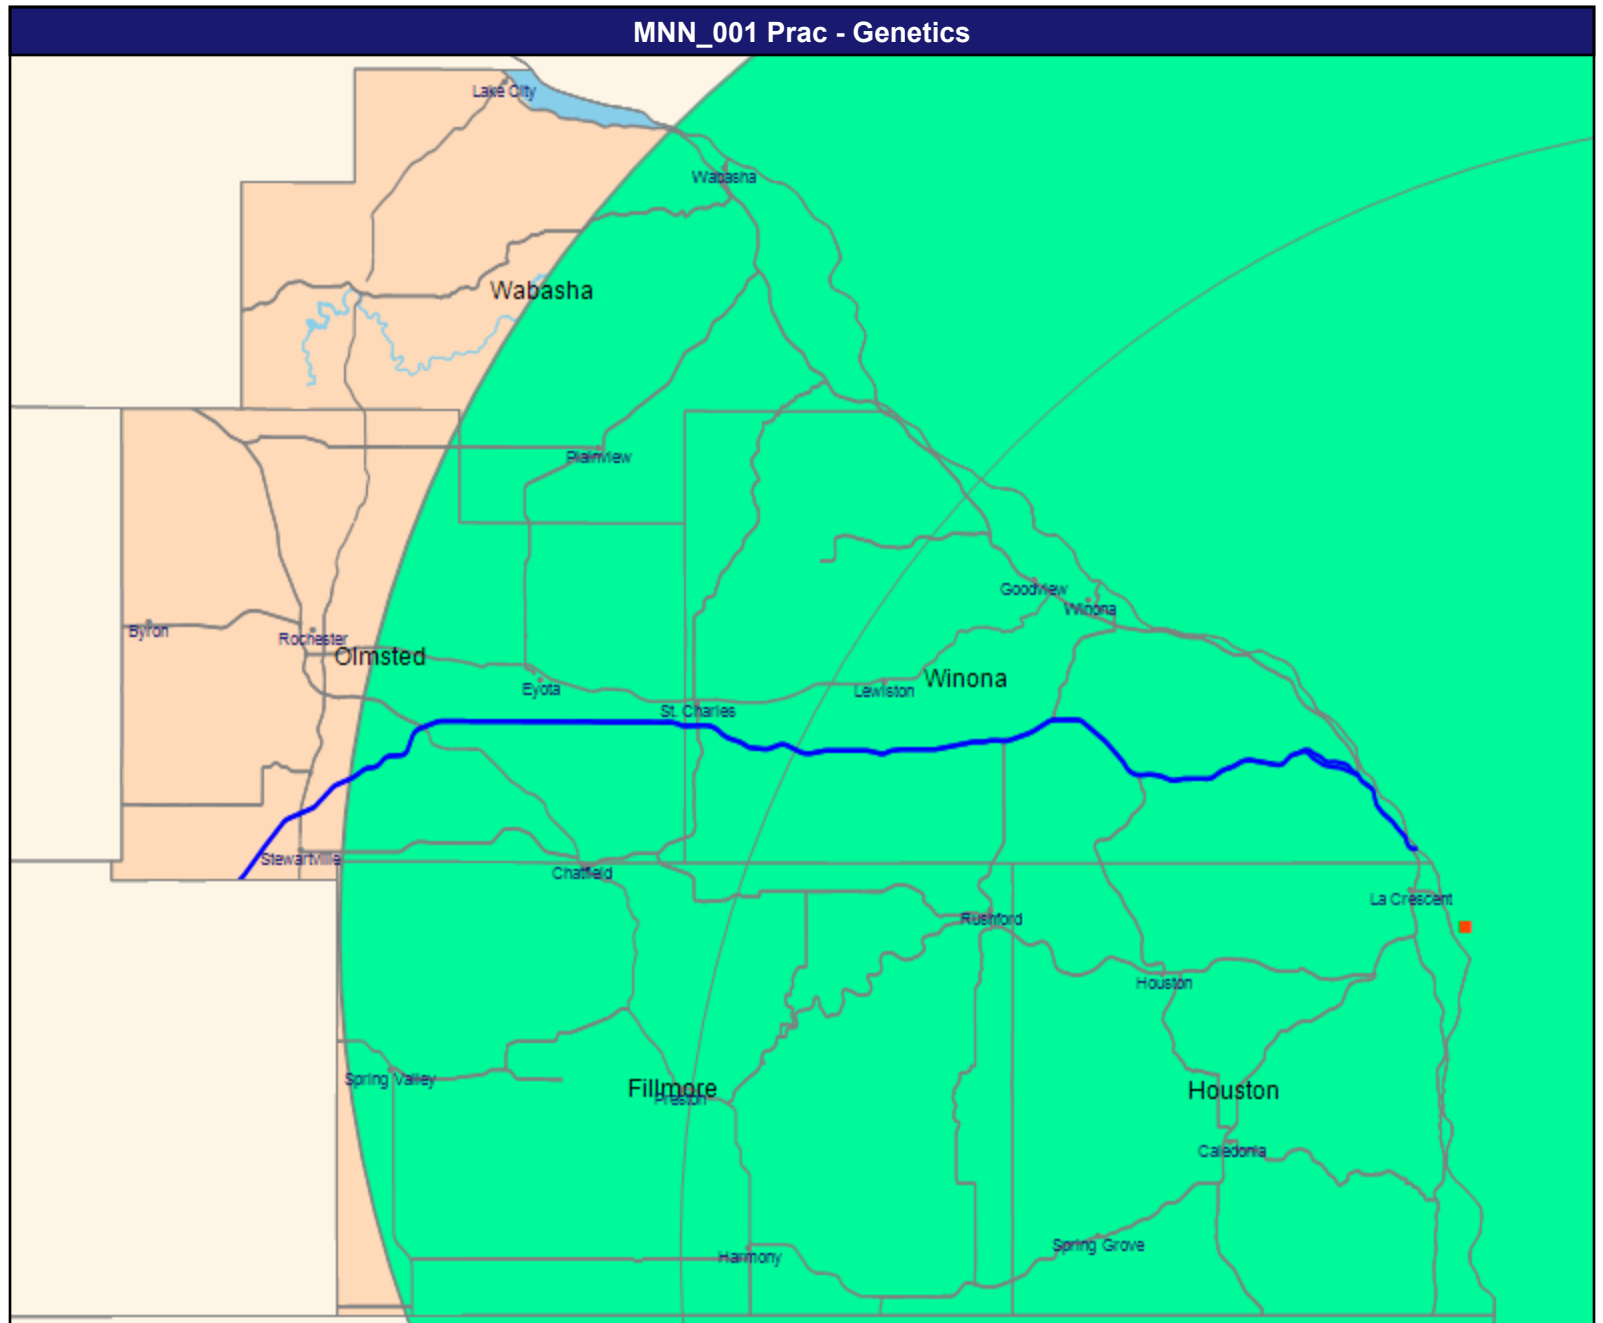 MNN_001 Prac - Genetics
Lake City
Wabasha
Wabasha
Plainview
Goodview
Winona
Byron
Rochester
Olmsted
Eyota
Lewiston
Winona
St. Charles
Stewartville
Chatfield
La Crescent
Rushford
Houston
Spring Valley
Fillmore
Preston
Houston
Caledonia
Spring Grove
Harmony